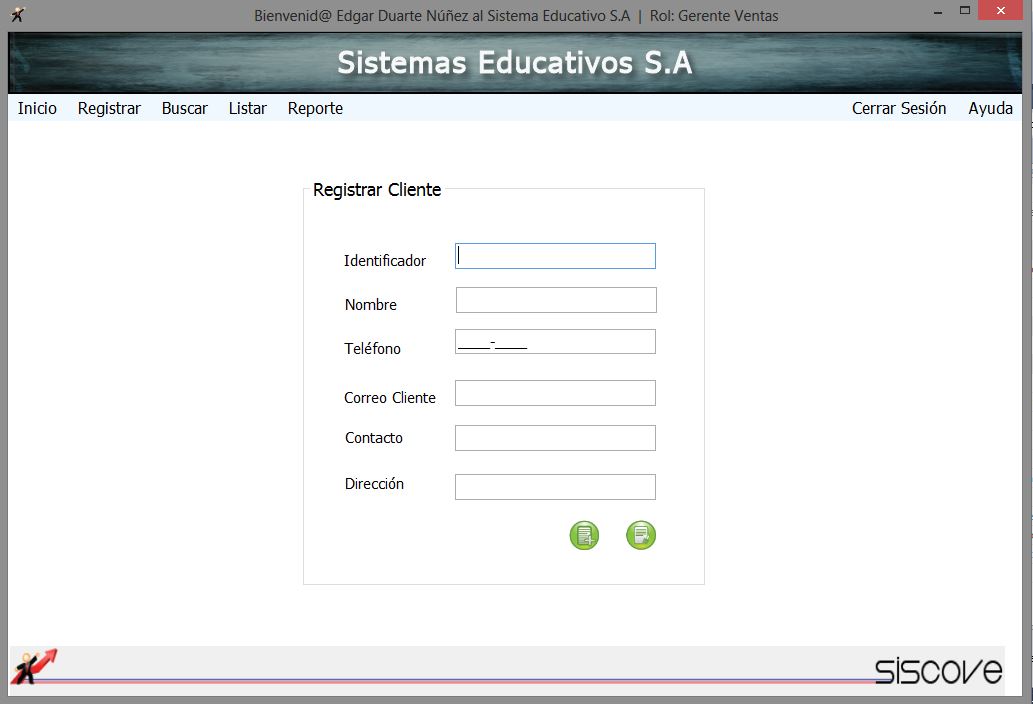 Bienvenid@ Edgar Duarte Núñez al Sistema Educativo S.A | Rol: Gerente Ventas
Sistemas Educativos S.A
Inicio Registrar Buscar Listar Reporte Cerrar Sesión Ayuda
Registrar Cliente
Identificador
Nombre
Teléfono ____-____
Correo Cliente
Contacto
Dirección
siscove